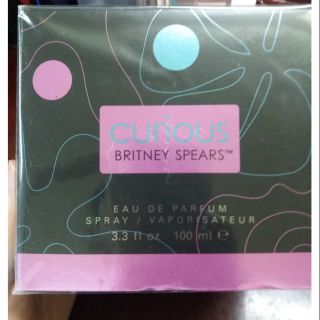 curious
BRITNEY SPEARS™
EAU DE PARFUM
SPRAY / VAPORISATEUR
3.3 fl oz 100 ml ℮